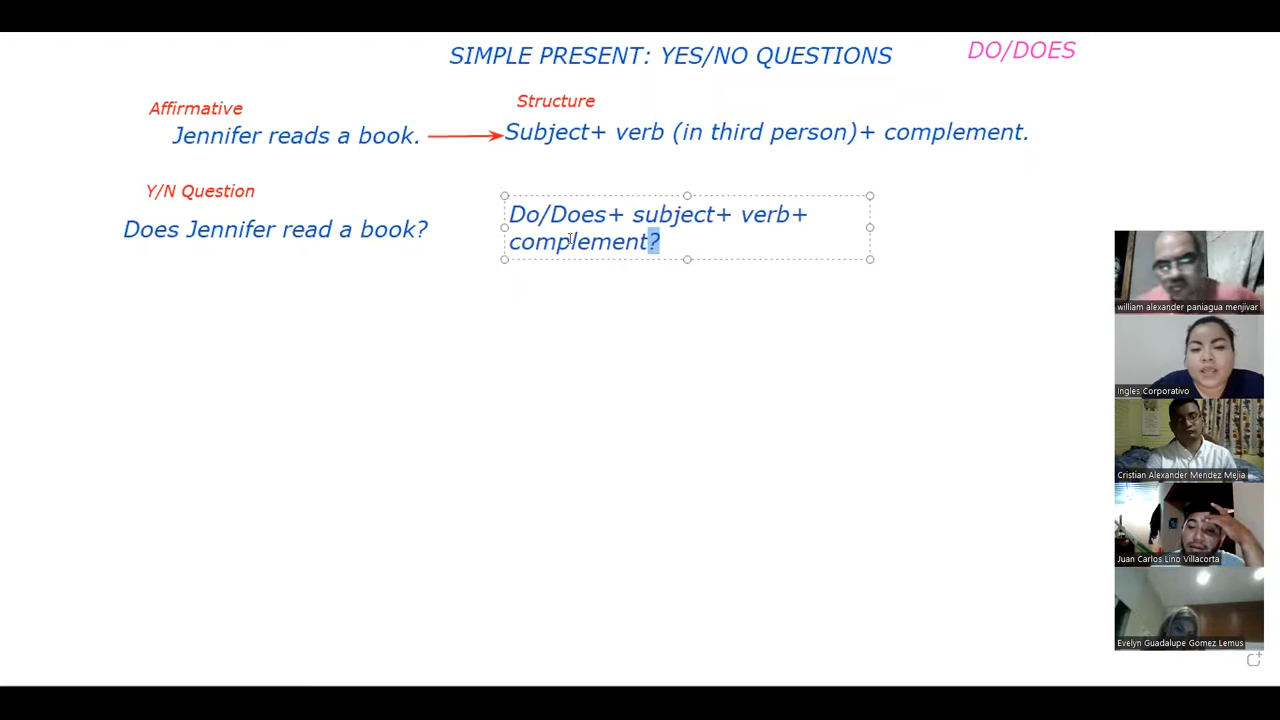 SIMPLE PRESENT: YES/NO QUESTIONS
DO/DOES
Affirmative
Structure
Jennifer reads a book.
Subject+ verb (in third person)+ complement.
Y/N Question
Does Jennifer read a book?
Do/Does+ subject+ verb+
complement?
william alexander paniagua menjivar
Ingles Corporativo
Cristian Alexander Mendez Mejia
Juan Carlos Lino Villacorta
Evelyn Guadalupe Gomez Lemus